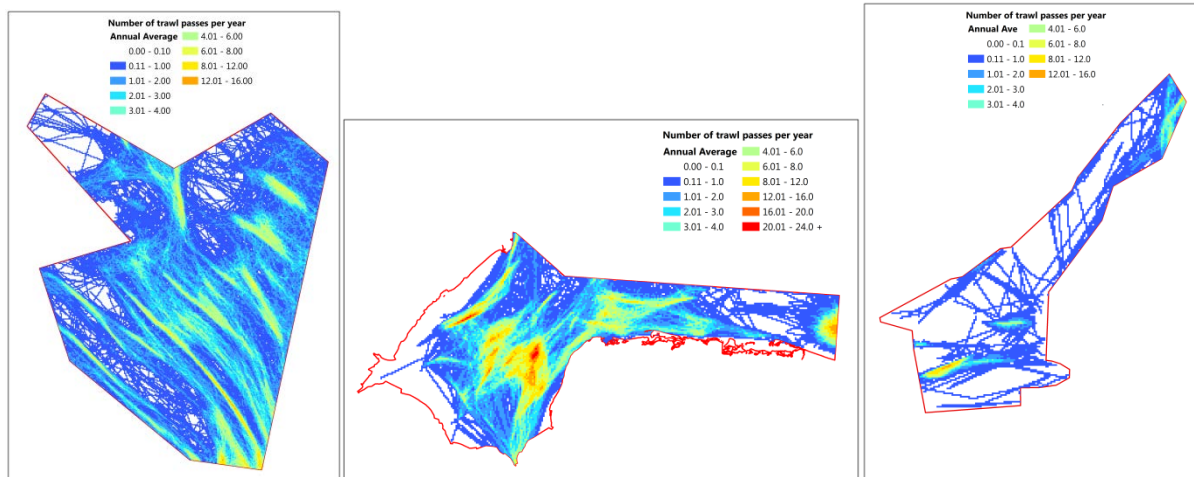 Number of trawl passes per year
Annual Average 4.01 - 6.00
0.00 - 0.10 6.01 - 8.00
0.11 - 1.00 8.01 - 12.00
1.01 - 2.00 12.01 - 16.00
2.01 - 3.00
3.01 - 4.00
Number of trawl passes per year
Annual Average 4.01 - 6.0
0.00 - 0.1 6.01 - 8.0
0.11 - 1.0 8.01 - 12.0
1.01 - 2.0 12.01 - 16.0
2.01 - 3.0 16.01 - 20.0
3.01 - 4.0 20.01 - 24.0 +
Number of trawl passes per year
Annual Ave 4.01 - 6.0
0.00 - 0.1 6.01 - 8.0
0.11 - 1.0 8.01 - 12.0
1.01 - 2.0 12.01 - 16.0
2.01 - 3.0
3.01 - 4.0